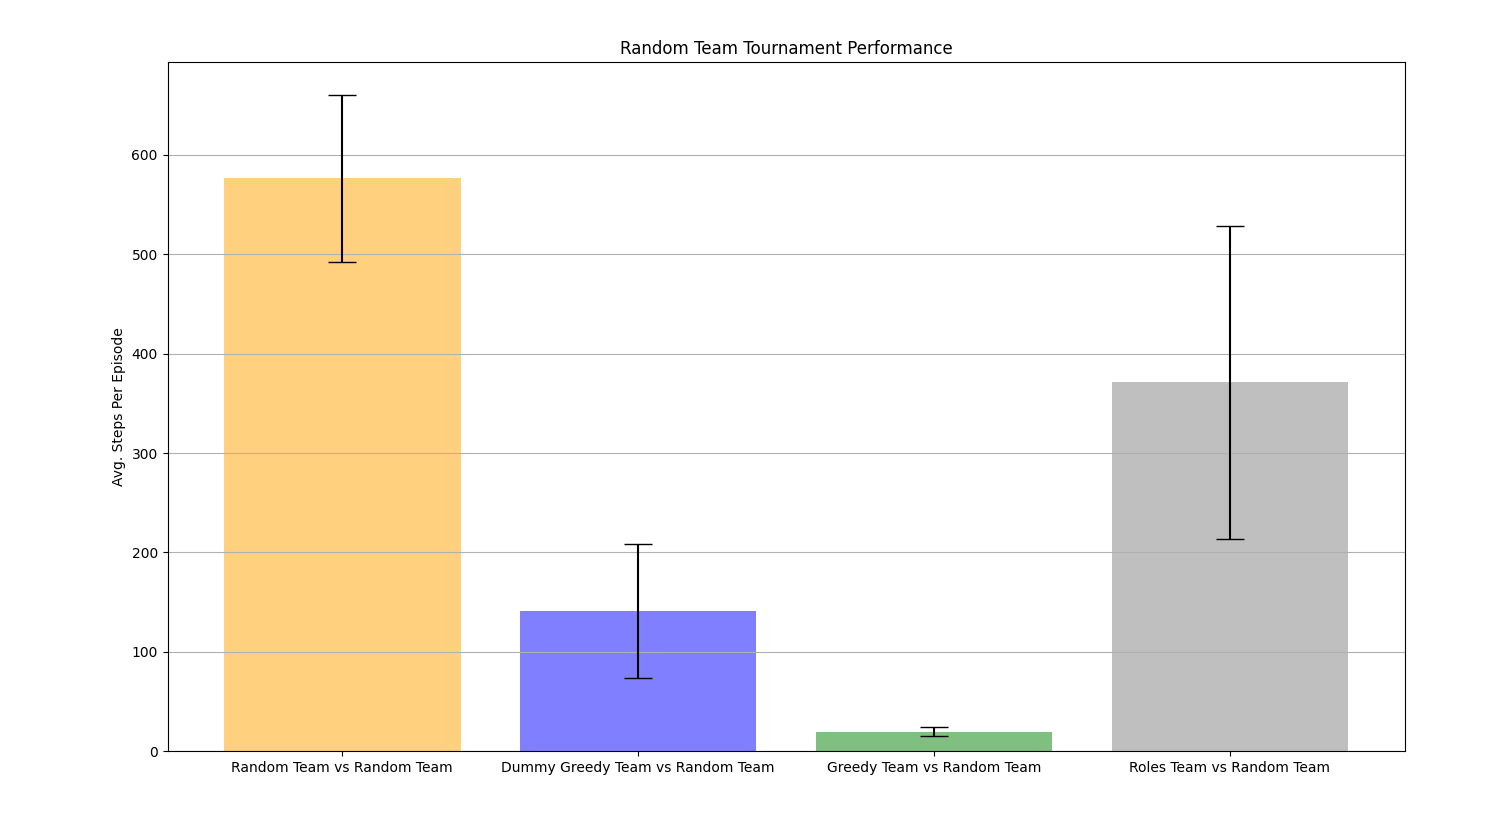 Random Team Tournament Performance
Avg. Steps Per Episode
600
500
400
300
200
100
0
Random Team vs Random Team
Dummy Greedy Team vs Random Team
Greedy Team vs Random Team
Roles Team vs Random Team